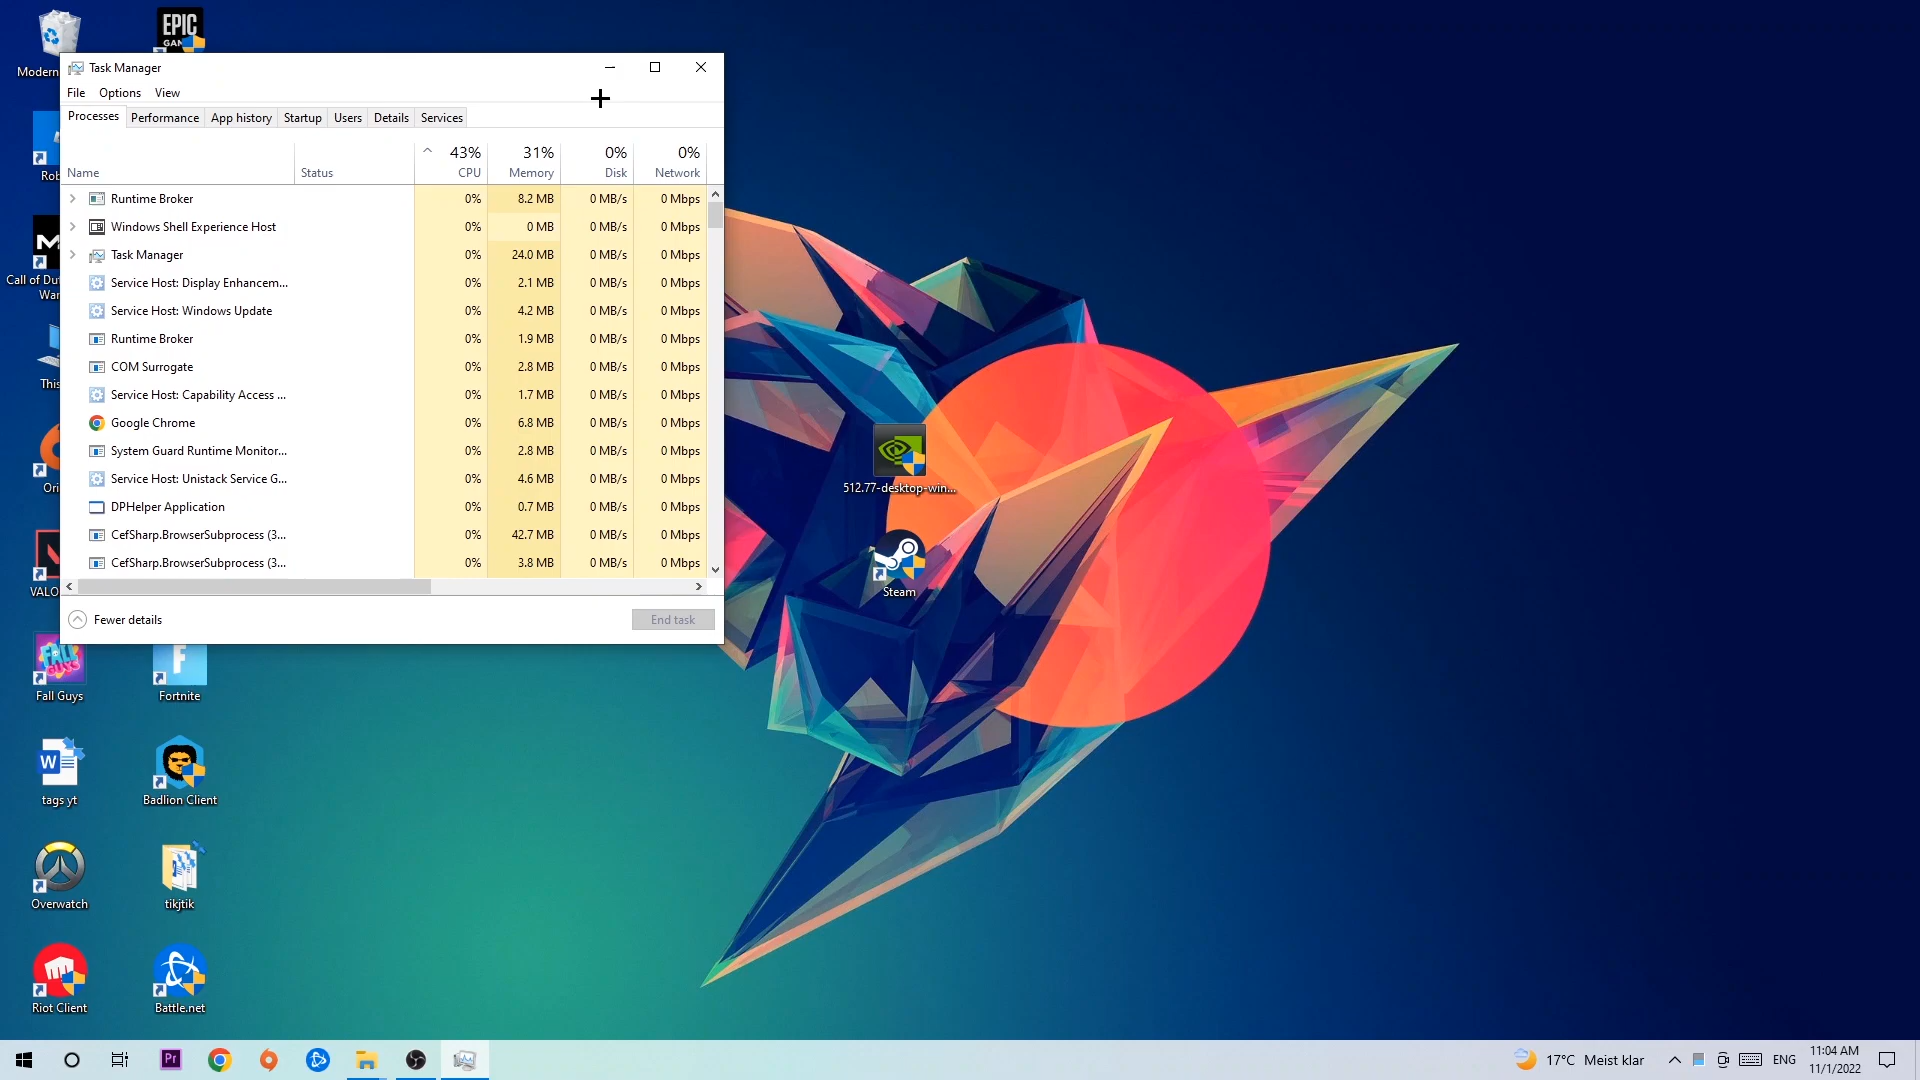 EPIC
GAM
Modern
Rob
Call of Dut
War
This
Ori
VALO
Task Manager
File Options View
Processes Performance App history Startup Users Details Services
43% 31% 0% 0%
Name Status CPU Memory Disk Network
Runtime Broker 0% 8.2 MB 0 MB/s 0 Mbps
Windows Shell Experience Host 0% 0 MB 0 MB/s 0 Mbps
Task Manager 0% 24.0 MB 0 MB/s 0 Mbps
Service Host: Display Enhancem... 0% 2.1 MB 0 MB/s 0 Mbps
Service Host: Windows Update 0% 4.2 MB 0 MB/s 0 Mbps
Runtime Broker 0% 1.9 MB 0 MB/s 0 Mbps
COM Surrogate 0% 2.8 MB 0 MB/s 0 Mbps
Service Host: Capability Access ... 0% 1.7 MB 0 MB/s 0 Mbps
Google Chrome 0% 6.8 MB 0 MB/s 0 Mbps
System Guard Runtime Monitor... 0% 2.8 MB 0 MB/s 0 Mbps
Service Host: Unistack Service G... 0% 4.6 MB 0 MB/s 0 Mbps
DPHelper Application 0% 0.7 MB 0 MB/s 0 Mbps
CefSharp.BrowserSubprocess (3... 0% 42.7 MB 0 MB/s 0 Mbps
CefSharp.BrowserSubprocess (3... 0% 3.8 MB 0 MB/s 0 Mbps
Fewer details End task
512.77-desktop-win...
Steam
FALL
GUYS
Fall Guys
Fortnite
W
tags yt
Badlion Client
Overwatch
tikjtik
Riot Client
Battle.net
Pr
17°C Meist klar
ENG
11:04 AM
11/1/2022